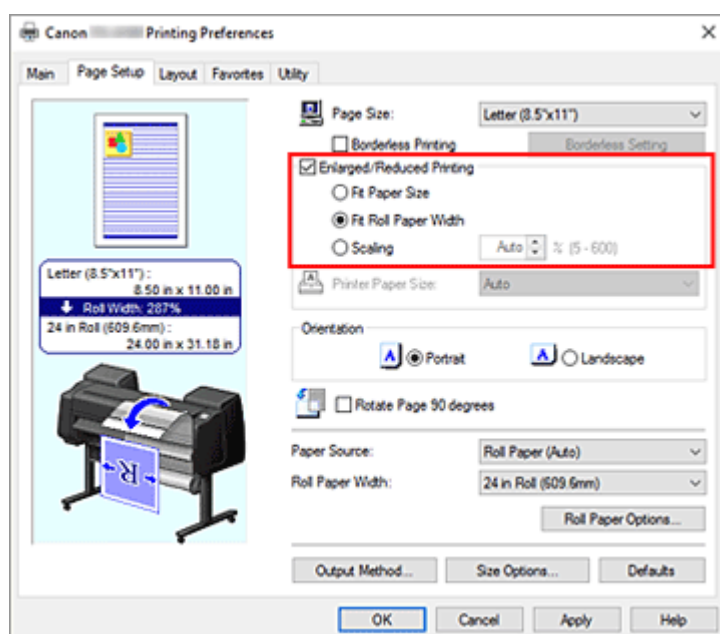 Canon Printing Preferences
Main Page Setup Layout Favorites Utility
Page Size: Letter (8.5"x11")
Borderless Printing Borderless Setting
Enlarged/Reduced Printing
Fit Paper Size
Fit Roll Paper Width
Scaling Auto % (5 - 600)
Letter (8.5"x11") :
8.50 in x 11.00 in
Roll Width: 287%
24 in Roll (609.6mm) :
24.00 in x 31.18 in
Printer Paper Size: Auto
Orientation
A Portrait A Landscape
Rotate Page 90 degrees
R
Paper Source: Roll Paper (Auto)
Roll Paper Width: 24 in Roll (609.6mm)
Roll Paper Options...
Output Method... Size Options... Defaults
OK Cancel Apply Help